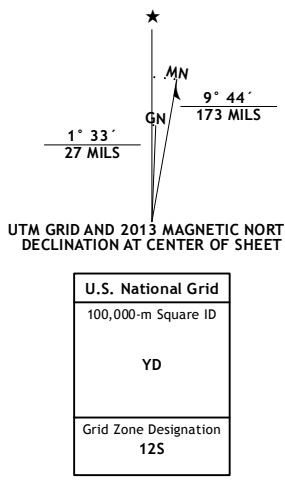 ★
MN
GN
9° 44´
173 MILS
1° 33´
27 MILS
UTM GRID AND 2013 MAGNETIC NORT
DECLINATION AT CENTER OF SHEET
U.S. National Grid
100,000-m Square ID
YD
Grid Zone Designation
12S